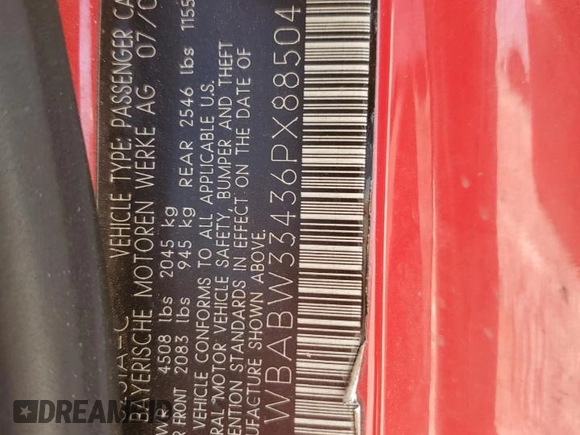 VEHICLE TYPE: PASSENGER CA
BAYERISCHE MOTOREN WERKE AG 07/0
4508 lbs 2045 kg
FRONT 2083 lbs 945 kg REAR 2546 lbs 1155
VEHICLE CONFORMS TO ALL APPLICABLE U.S.
RAL MOTOR VEHICLE SAFETY, BUMPER AND THEFT
ENTION STANDARDS IN EFFECT ON THE DATE OF
UFACTURE SHOWN ABOVE.
WBABW33436PX88504